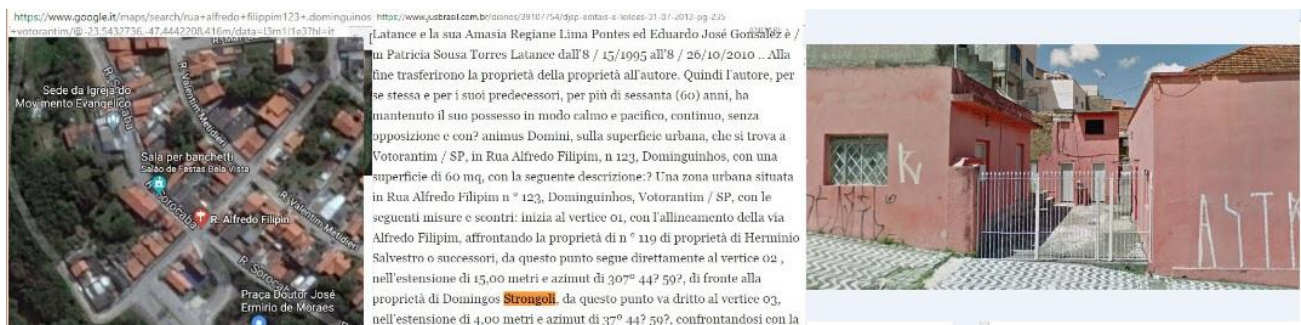 https://www.google.it/maps/search/rua+alfredo+filippim123+,dominguinos
+votorantim/@-23.5432736,-47.4442208,416m/data=!3m1!1e3?hl=it
R. Sorocaba
R. Valentim Metidieri
Sede da Igreja do
Movimento Evangélico
Sala per banchetti
Salão de Festas Bela Vista
R. Sorocaba
R. Alfredo Filipin
R. Valentim Metidieri
R. Sorocaba
Praça Doutor José
Ermírio de Moraes
https://www.jusbrasil.com.br/diarios/39107754/djsp-editais-e-leiloes-31-07-2012-pg-235
Latance e la sua Amasia Regiane Lima Pontes ed Eduardo José Gonsalez è /
m Patricia Sousa Torres Latance dall'8 / 15/1995 all'8 / 26/10/2010 .. Alla
fine trasferirono la proprietà della proprietà all'autore. Quindi l'autore, per
se stessa e per i suoi predecessori, per più di sessanta (60) anni, ha
mantenuto il suo possesso in modo calmo e pacifico, continuo, senza
opposizione e con? animus Domini, sulla superficie urbana, che si trova a
Votorantim / SP, in Rua Alfredo Filipim, n 123, Dominguinhos, con una
superficie di 60 mq, con la seguente descrizione:? Una zona urbana situata
in Rua Alfredo Filipim n º 123, Dominguinhos, Votorantim / SP, con le
seguenti misure e scontri: inizia al vertice 01, con l'allineamento della via
Alfredo Filipim, affrontando la proprietà di n º 119 di proprietà di Herminio
Salvestro o successori, da questo punto segue direttamente al vertice 02 ,
nell'estensione di 15,00 metri e azimut di 307º 44? 59?, di fronte alla
proprietà di Domingos Strongoli, da questo punto va dritto al vertice 03,
nell'estensione di 4,00 metri e azimut di 37º 44? 59?, confrontandosi con la